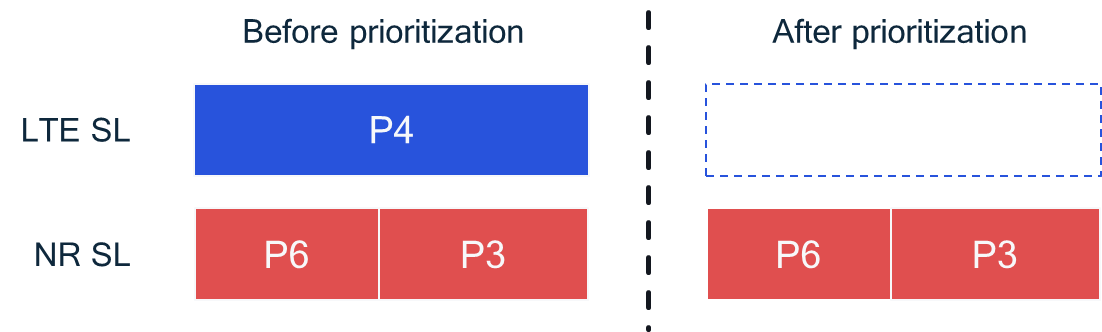 Before prioritization
After prioritization
LTE SL
P4
NR SL
P6
P3
P6
P3